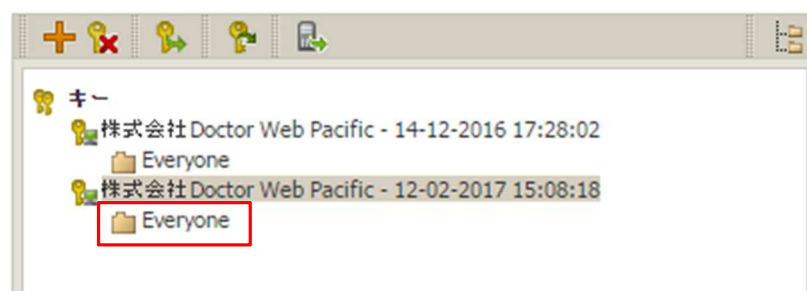 キー
株式会社Doctor Web Pacific - 14-12-2016 17:28:02
Everyone
株式会社Doctor Web Pacific - 12-02-2017 15:08:18
Everyone